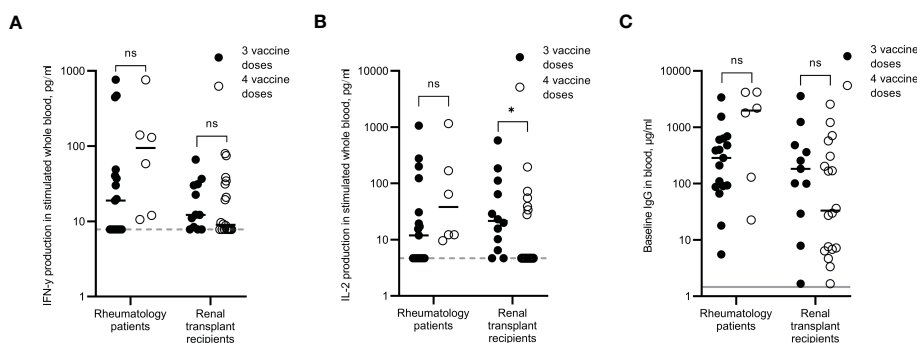 A
IFN-y production in stimulated whole blood, pg/ml
1000
100
10
1
ns
ns
3 vaccine
doses
4 vaccine
doses
Rheumatology
patients
Renal
transplant
recipients
B
IL-2 production in stimulated whole blood, pg/ml
10000
1000
100
10
1
ns
*
3 vaccine
doses
4 vaccine
doses
Rheumatology
patients
Renal
transplant
recipients
C
Baseline IgG in blood, µg/ml
10000
1000
100
10
1
ns
ns
3 vaccine
doses
4 vaccine
doses
Rheumatology
patients
Renal
transplant
recipients